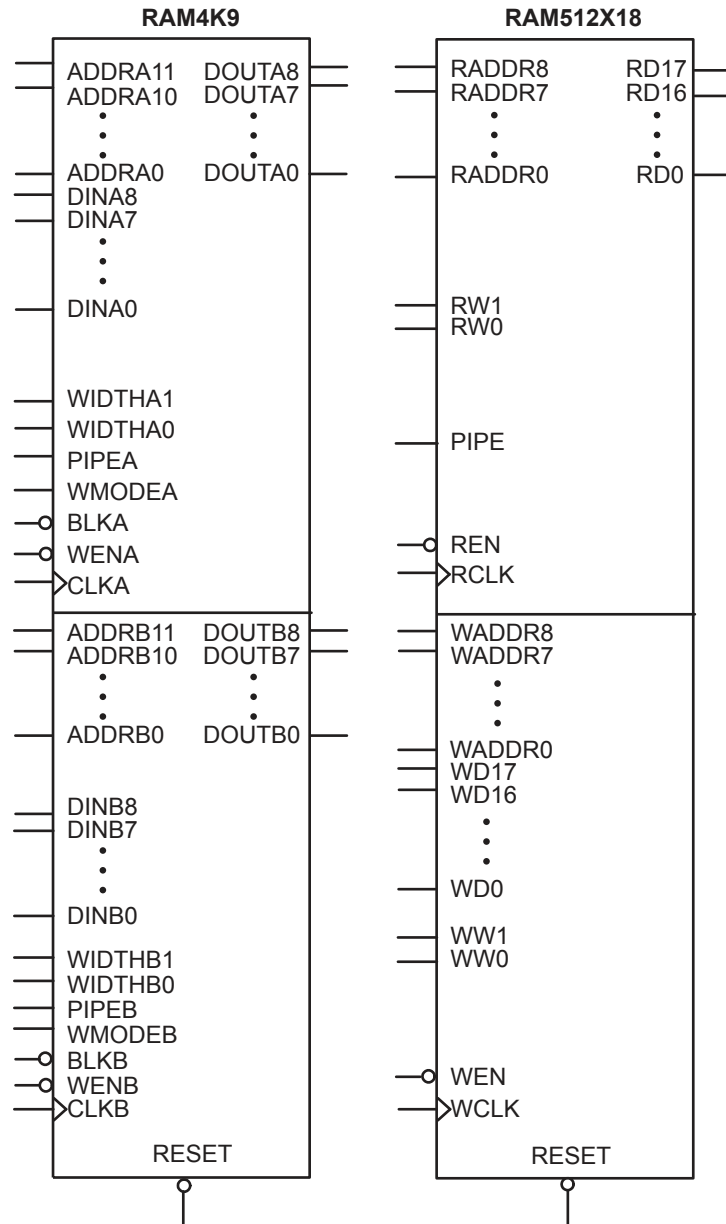 RAM4K9
ADDRA11 DOUTA8
ADDRA10 DOUTA7
ADDRA0 DOUTA0
DINA8
DINA7
DINA0
WIDTHA1
WIDTHA0
PIPEA
WMODEA
BLKA
WENA
CLKA
ADDRB11 DOUTB8
ADDRB10 DOUTB7
ADDRB0 DOUTB0
DINB8
DINB7
DINB0
WIDTHB1
WIDTHB0
PIPEB
WMODEB
BLKB
WENB
CLKB
RESET
RAM512X18
RADDR8 RD17
RADDR7 RD16
RADDR0 RD0
RW1
RW0
PIPE
REN
RCLK
WADDR8
WADDR7
WADDR0
WD17
WD16
WD0
WW1
WW0
WEN
WCLK
RESET